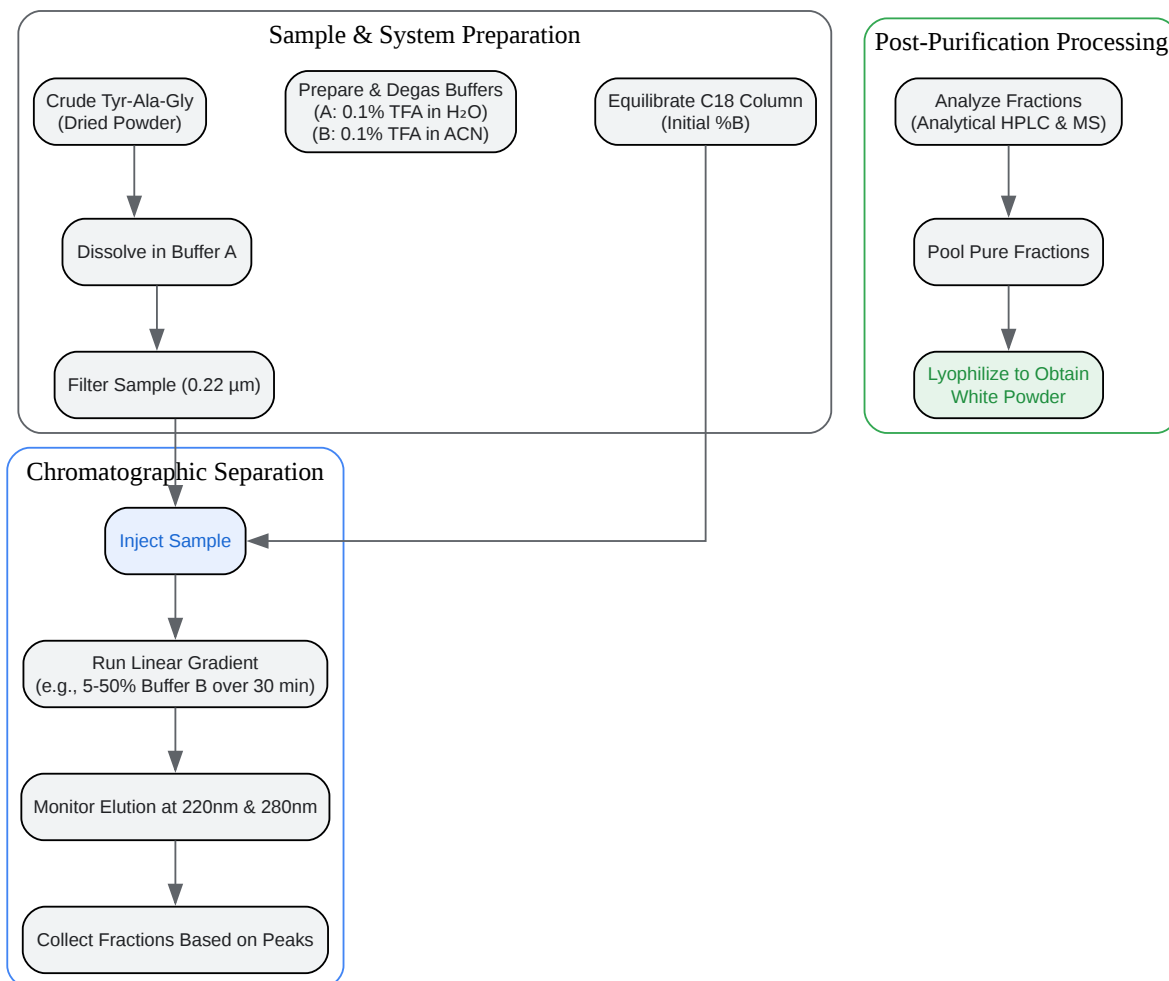 Sample & System Preparation
Crude Tyr-Ala-Gly
(Dried Powder)
Prepare & Degas Buffers
(A: 0.1% TFA in H₂O)
(B: 0.1% TFA in ACN)
Equilibrate C18 Column
(Initial %B)
Dissolve in Buffer A
Filter Sample (0.22 µm)
Post-Purification Processing
Analyze Fractions
(Analytical HPLC & MS)
Pool Pure Fractions
Lyophilize to Obtain
White Powder
Chromatographic Separation
Inject Sample
Run Linear Gradient
(e.g., 5-50% Buffer B over 30 min)
Monitor Elution at 220nm & 280nm
Collect Fractions Based on Peaks